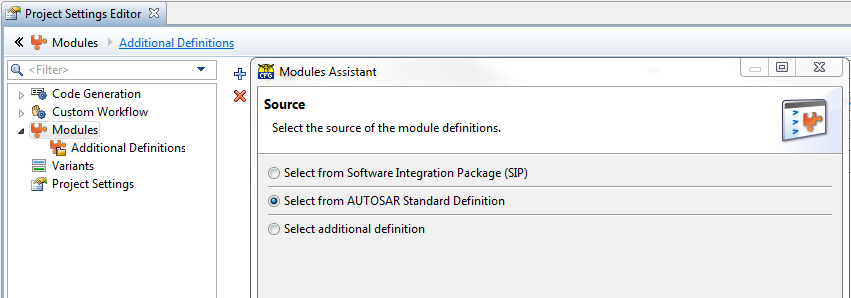 Project Settings Editor
Modules Additional Definitions
<Filter>
Code Generation
Custom Workflow
Modules
Additional Definitions
Variants
Project Settings
CFG Modules Assistant
Source
Select the source of the module definitions.
Select from Software Integration Package (SIP)
Select from AUTOSAR Standard Definition
Select additional definition